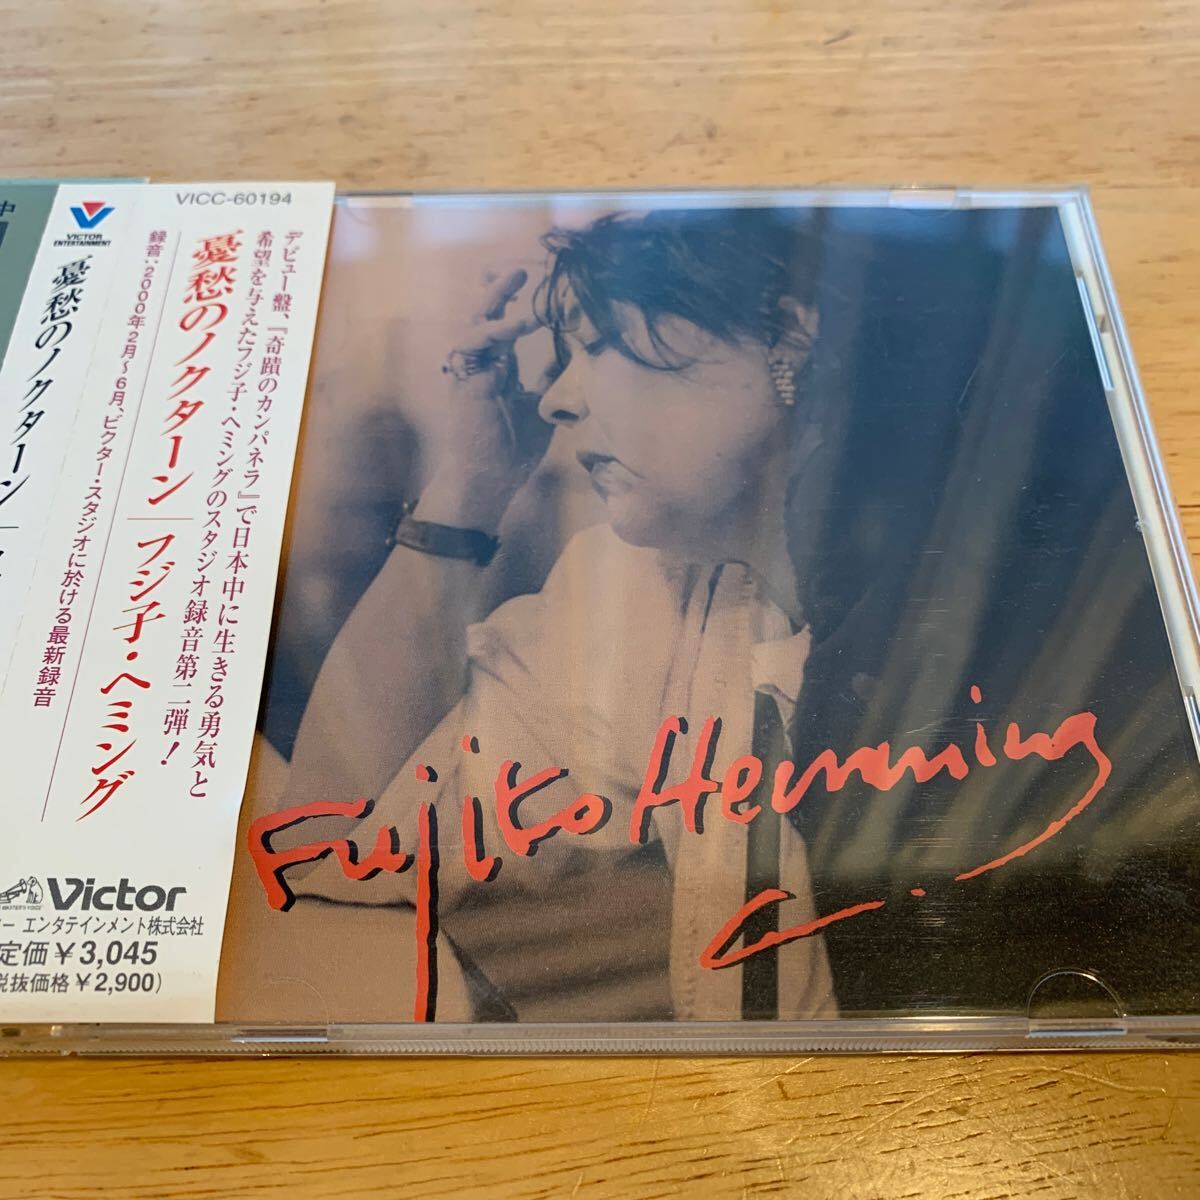 中
VICTOR
ENTERTAINMENT
憂愁のノクターン
VICC-60194
デビュー盤、『奇蹟のカンパネラ』で日本中に生きる勇気と
希望を与えたフジ子・ヘミングのスタジオ録音第二弾！
憂愁のノクターン｜フジ子・ヘミング
録音：2000年2月〜6月、ビクター・スタジオに於ける最新録音
Victor
エンタテインメント株式会社
定価￥3,045
税抜価格￥2,900)
Fujiko Hemming